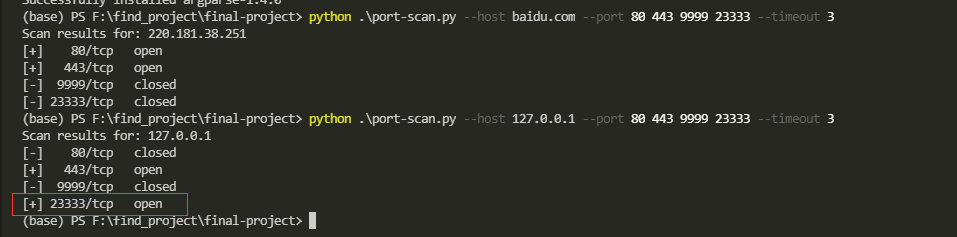 Successfully installed argparse-1.4.0
(base) PS F:\find_project\final-project> python .\port-scan.py --host baidu.com --port 80 443 9999 23333 --timeout 3
Scan results for: 220.181.38.251
[+]    80/tcp   open
[+]   443/tcp   open
[-]  9999/tcp   closed
[-] 23333/tcp   closed
(base) PS F:\find_project\final-project> python .\port-scan.py --host 127.0.0.1 --port 80 443 9999 23333 --timeout 3
Scan results for: 127.0.0.1
[-]    80/tcp   closed
[+]   443/tcp   open
[-]  9999/tcp   closed
[+] 23333/tcp   open
(base) PS F:\find_project\final-project>